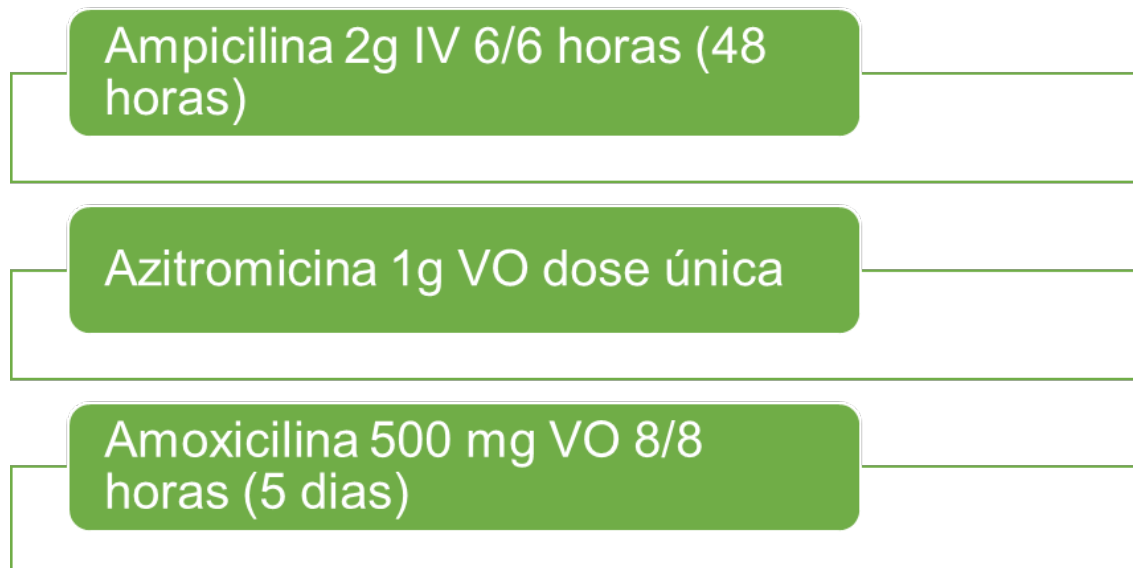 Ampicilina 2g IV 6/6 horas (48
horas)
Azitromicina 1g VO dose única
Amoxicilina 500 mg VO 8/8
horas (5 dias)